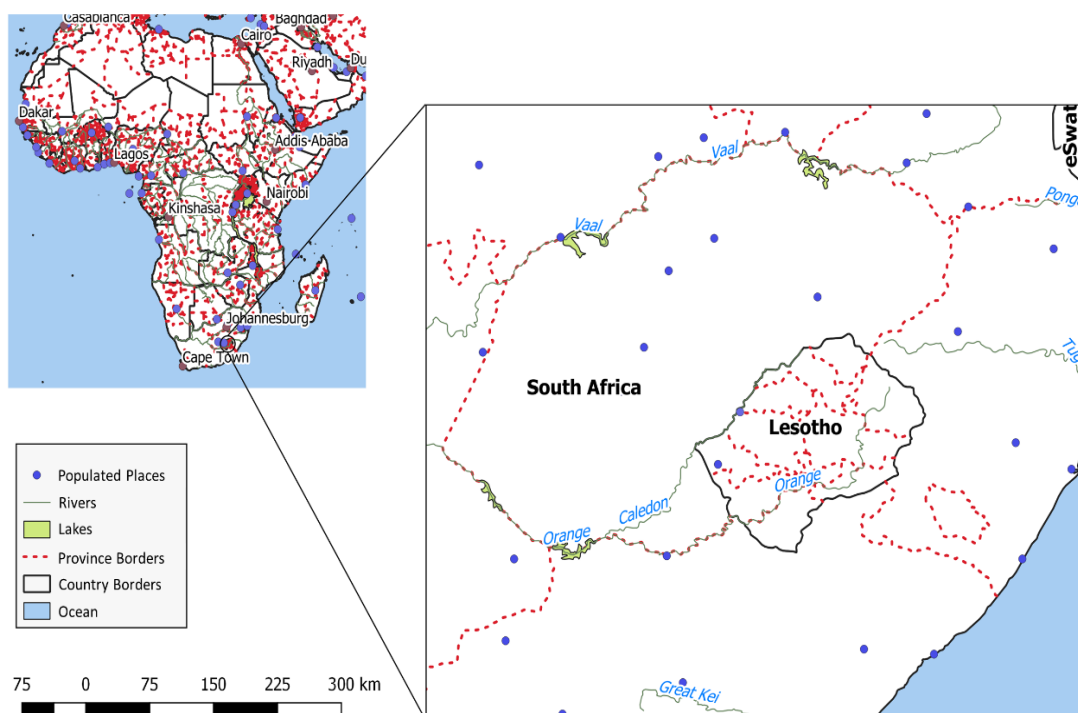 Casablanca
Baghdad
Cairo
Riyadh
Du
Dakar
Addis Ababa
Lagos
Nairobi
Kinshasa
Johannesburg
Cape Town
Vaal
eSwat
Vaal
Pong
Tug
South Africa
Lesotho
Orange
Caledon
Orange
Great Kei
Populated Places
Rivers
Lakes
Province Borders
Country Borders
Ocean
75 0 75 150 225 300 km